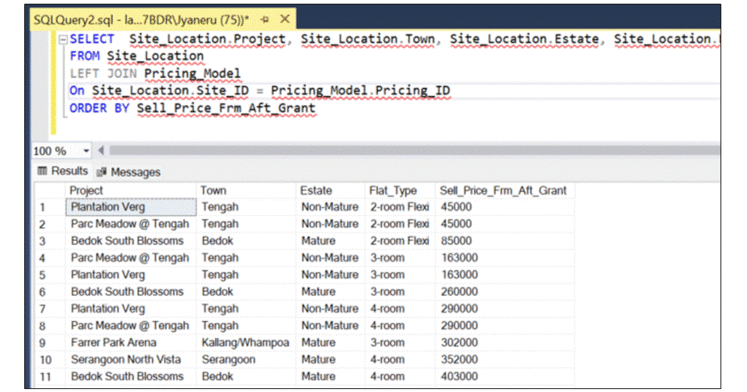 SQLQuery2.sql - la...7BDR\Jyaneru (75))*
SELECT Site_Location.Project, Site_Location.Town, Site_Location.Estate, Site_Location.
FROM Site_Location
LEFT JOIN Pricing_Model
On Site_Location.Site_ID = Pricing_Model.Pricing_ID
ORDER BY Sell_Price_Frm_Aft_Grant
100 %
Results Messages
Project Town Estate Flat_Type Sell_Price_Frm_Aft_Grant
1 Plantation Verg Tengah Non-Mature 2-room Flexi 45000
2 Parc Meadow @ Tengah Tengah Non-Mature 2-room Flexi 45000
3 Bedok South Blossoms Bedok Mature 2-room Flexi 85000
4 Parc Meadow @ Tengah Tengah Non-Mature 3-room 163000
5 Plantation Verg Tengah Non-Mature 3-room 163000
6 Bedok South Blossoms Bedok Mature 3-room 260000
7 Plantation Verg Tengah Non-Mature 4-room 290000
8 Parc Meadow @ Tengah Tengah Non-Mature 4-room 290000
9 Farrer Park Arena Kallang/Whampoa Mature 3-room 302000
10 Serangoon North Vista Serangoon Mature 4-room 352000
11 Bedok South Blossoms Bedok Mature 4-room 403000